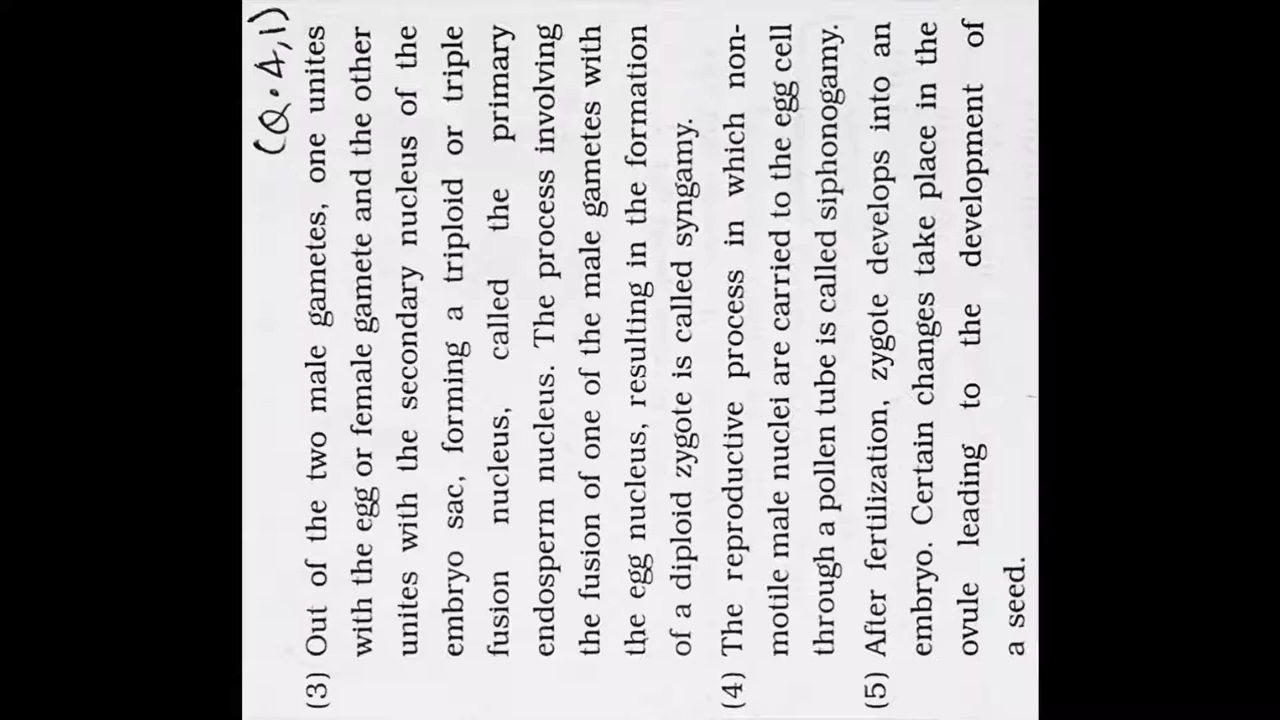 (Q. 4, 1)
(3) Out of the two male gametes, one unites
with the egg or female gamete and the other
unites with the secondary nucleus of the
embryo sac, forming a triploid or triple
fusion nucleus, called the primary
endosperm nucleus. The process involving
the fusion of one of the male gametes with
the egg nucleus, resulting in the formation
of a diploid zygote is called syngamy.
(4) The reproductive process in which non-
motile male nuclei are carried to the egg cell
through a pollen tube is called siphonogamy.
(5) After fertilization, zygote develops into an
embryo. Certain changes take place in the
ovule leading to the development of
a seed.